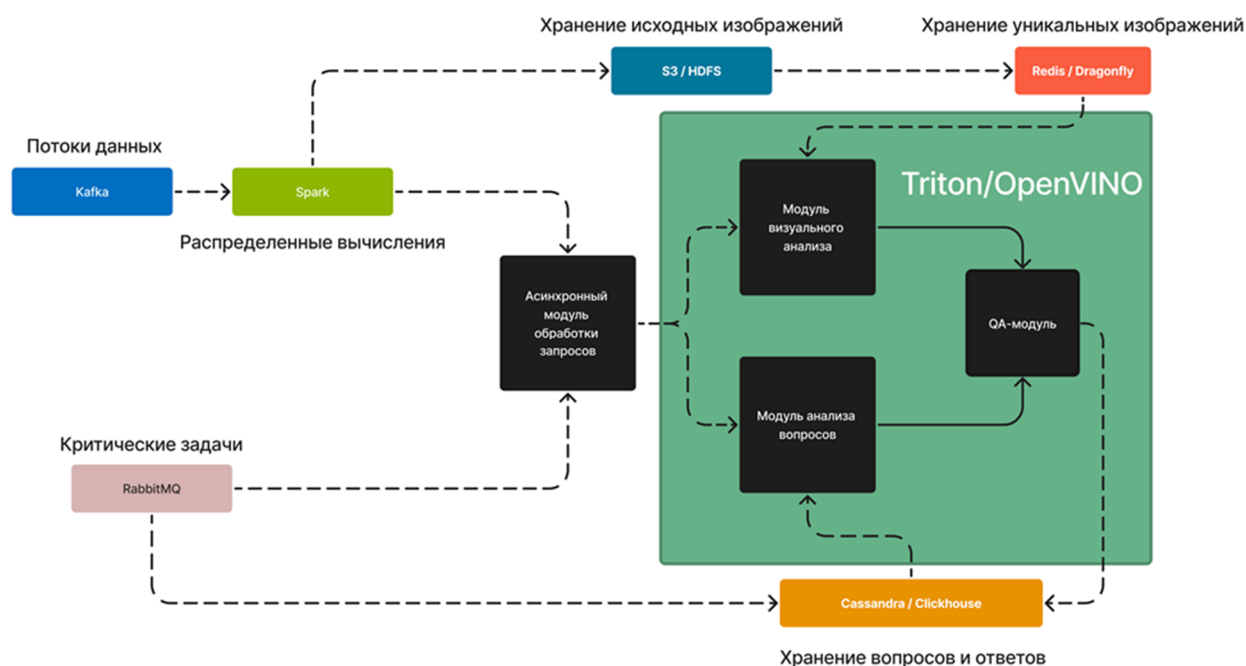 Хранение исходных изображений
Хранение уникальных изображений
S3 / HDFS
Redis / Dragonfly
Потоки данных
Kafka
Spark
Распределенные вычисления
Triton/OpenVINO
Модуль
визуального
анализа
Асинхронный
модуль
обработки
запросов
QA-модуль
Модуль анализа
вопросов
Критические задачи
RabbitMQ
Cassandra / Clickhouse
Хранение вопросов и ответов